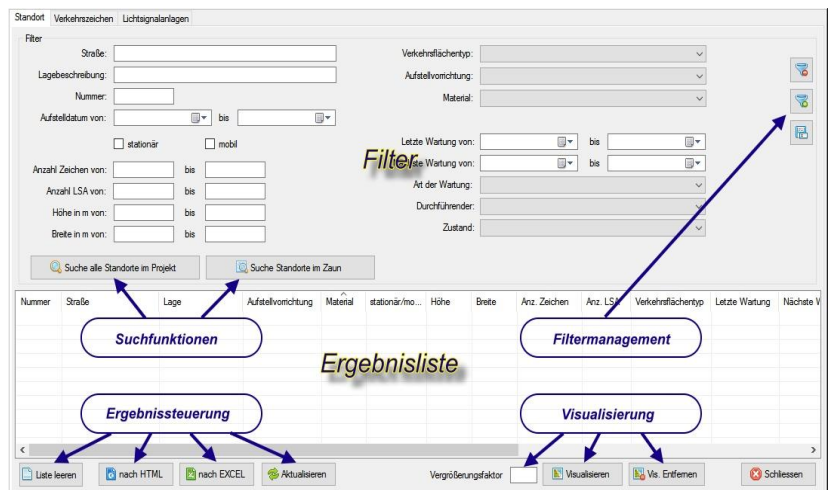 Standort Verkehrszeichen Lichtsignalanlagen
Filter
Straße:
Verkehrsflächentyp:
Lagebeschreibung:
Aufstellvorrichtung:
Nummer:
Material:
Aufstelldatum von: bis
stationär mobil
Letzte Wartung von: bis
Filter
Wartung von: bis
Anzahl Zeichen von: bis
Art der Wartung:
Anzahl LSA von: bis
Durchführender:
Höhe in m von: bis
Zustand:
Breite in m von: bis
Suche alle Standorte im Projekt
Suche Standorte im Zaun
Nummer Straße Lage Aufstellvorrichtung Material stationär/mo... Höhe Breite Anz. Zeichen Anz. LSA Verkehrsflächentyp Letzte Wartung Nächste W
Suchfunktionen
Filtermanagement
Ergebnisliste
Ergebnissteuerung
Visualisierung
Liste leeren nach HTML nach EXCEL Aktualisieren Vergrößerungsfaktor Visualisieren Vis. Entfernen Schliessen